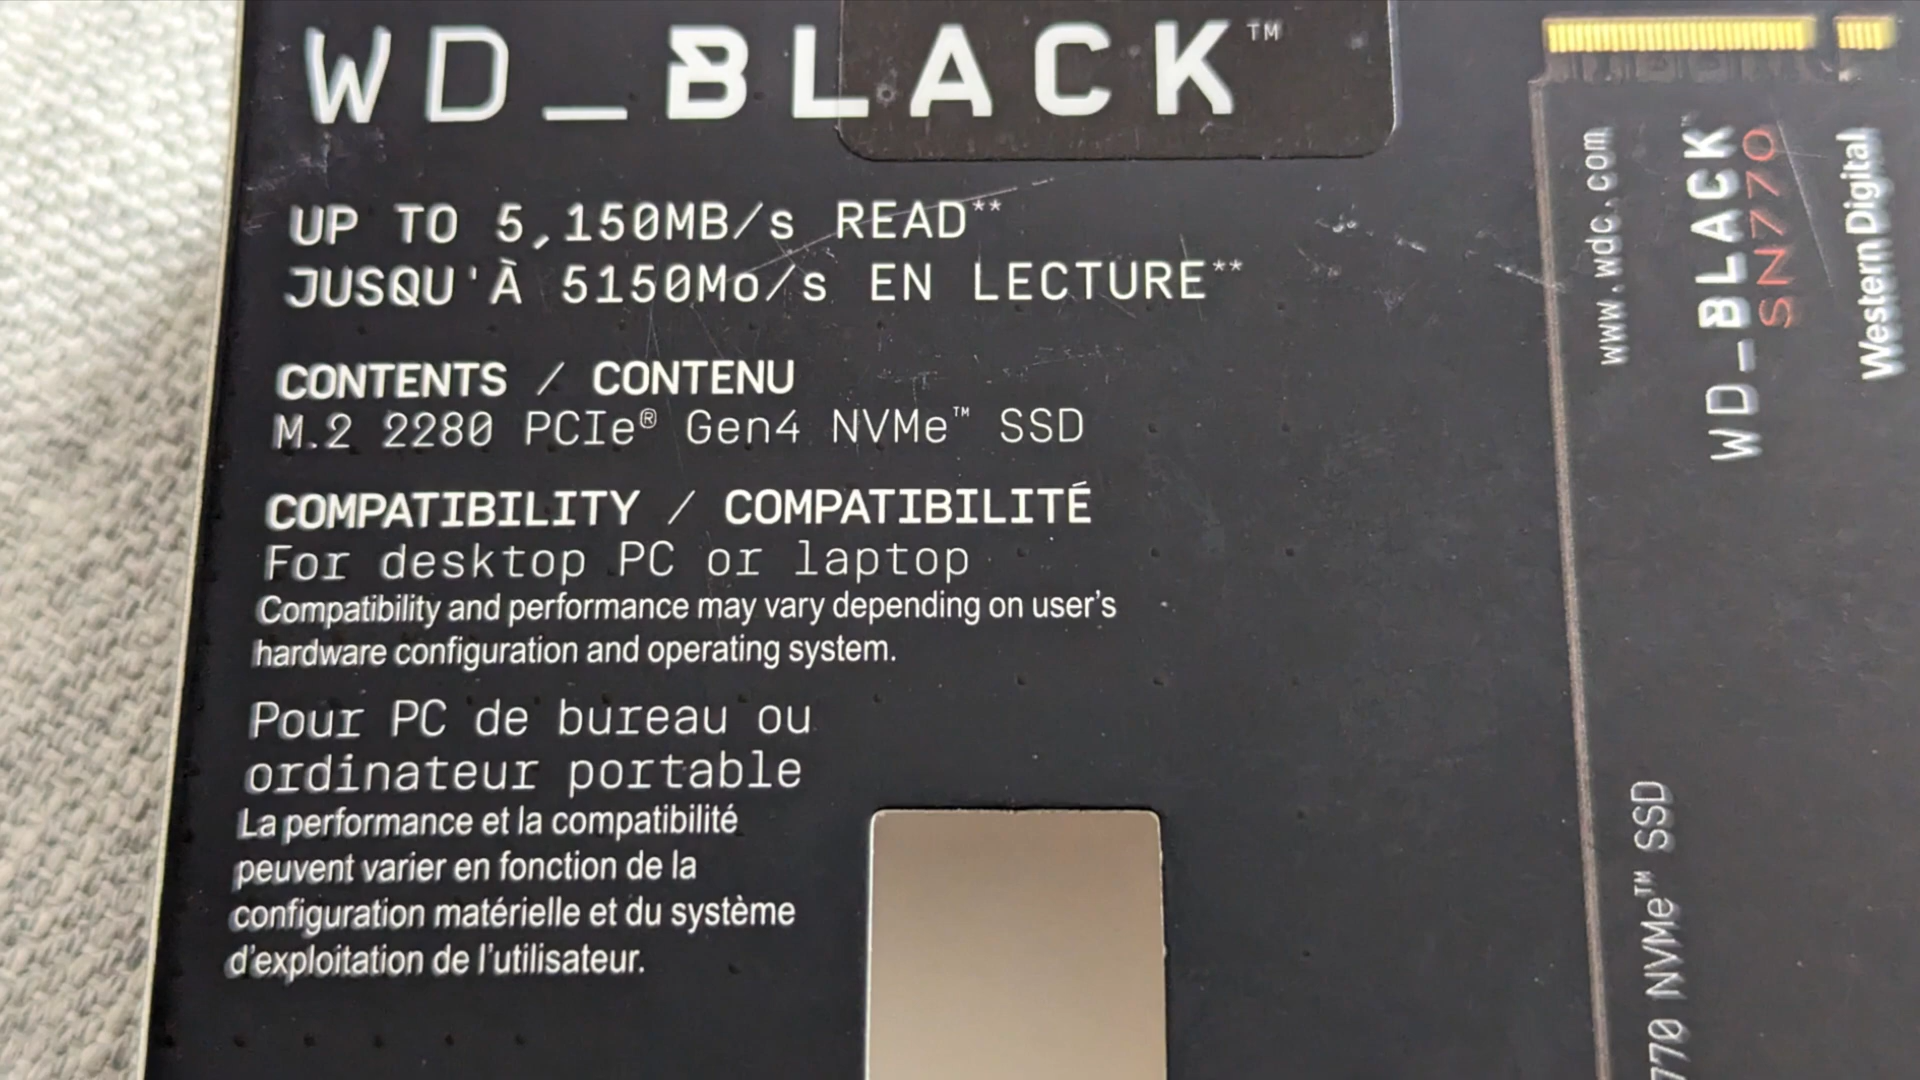 WD_BLACK™
UP TO 5,150MB/s READ**
JUSQU'À 5150Mo/s EN LECTURE**
CONTENTS / CONTENU
M.2 2280 PCIe® Gen4 NVMe™ SSD
COMPATIBILITY / COMPATIBILITÉ
For desktop PC or laptop
Compatibility and performance may vary depending on user's
hardware configuration and operating system.
Pour PC de bureau ou
ordinateur portable
La performance et la compatibilité
peuvent varier en fonction de la
configuration matérielle et du système
d'exploitation de l'utilisateur.
www.wdc.com
WD_BLACK™
SN770
Western Digital
770 NVMe™ SSD